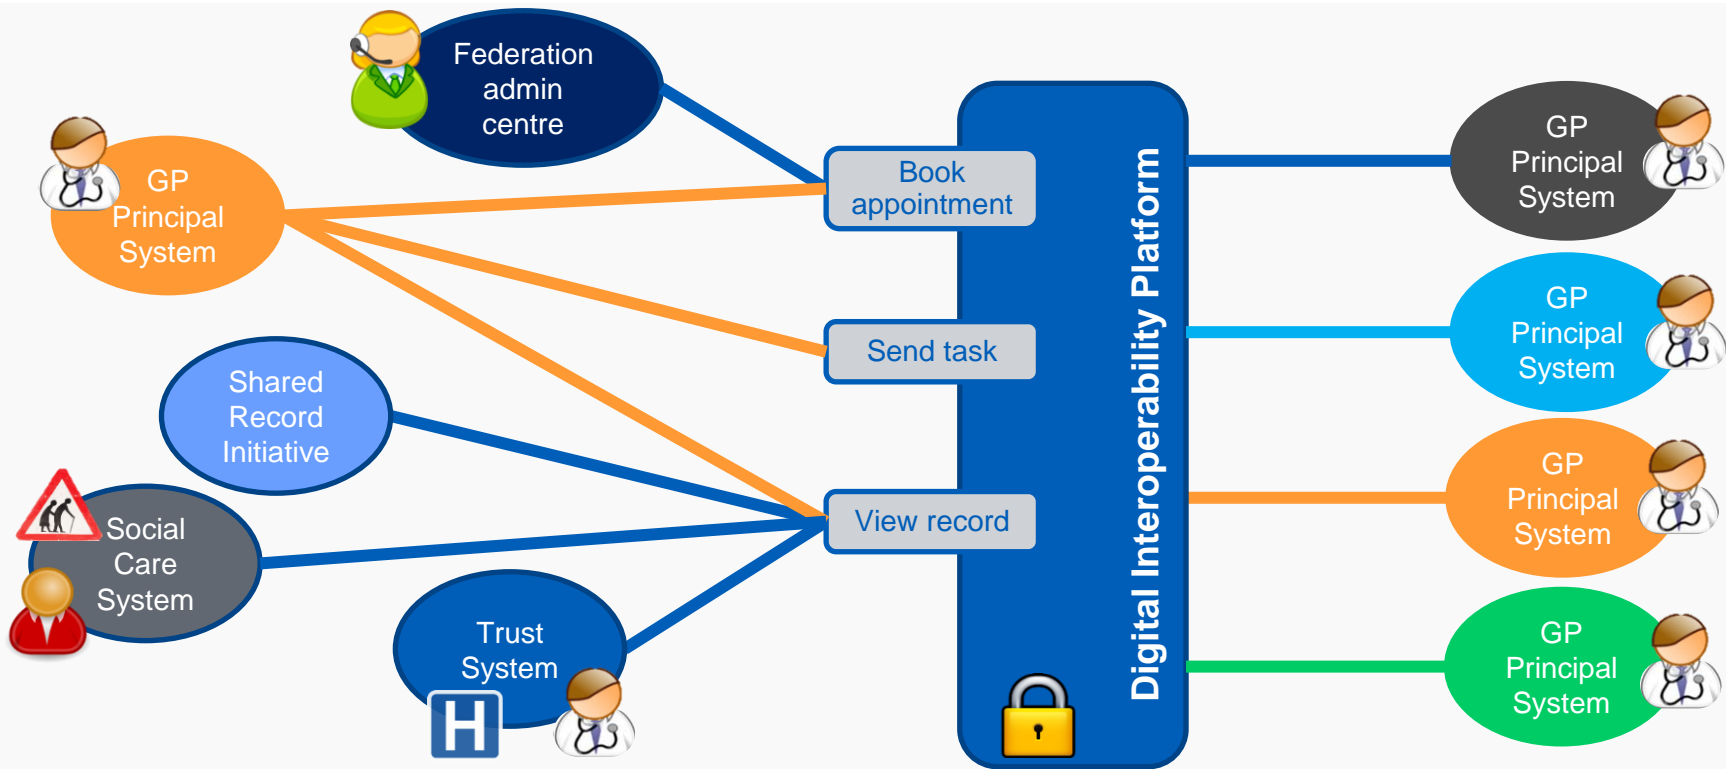 Federation
admin
centre
GP
Principal
System
Shared
Record
Initiative
Social
Care
System
Trust
System
H
Book
appointment
Send task
View record
Digital Interoperability Platform
GP
Principal
System
GP
Principal
System
GP
Principal
System
GP
Principal
System